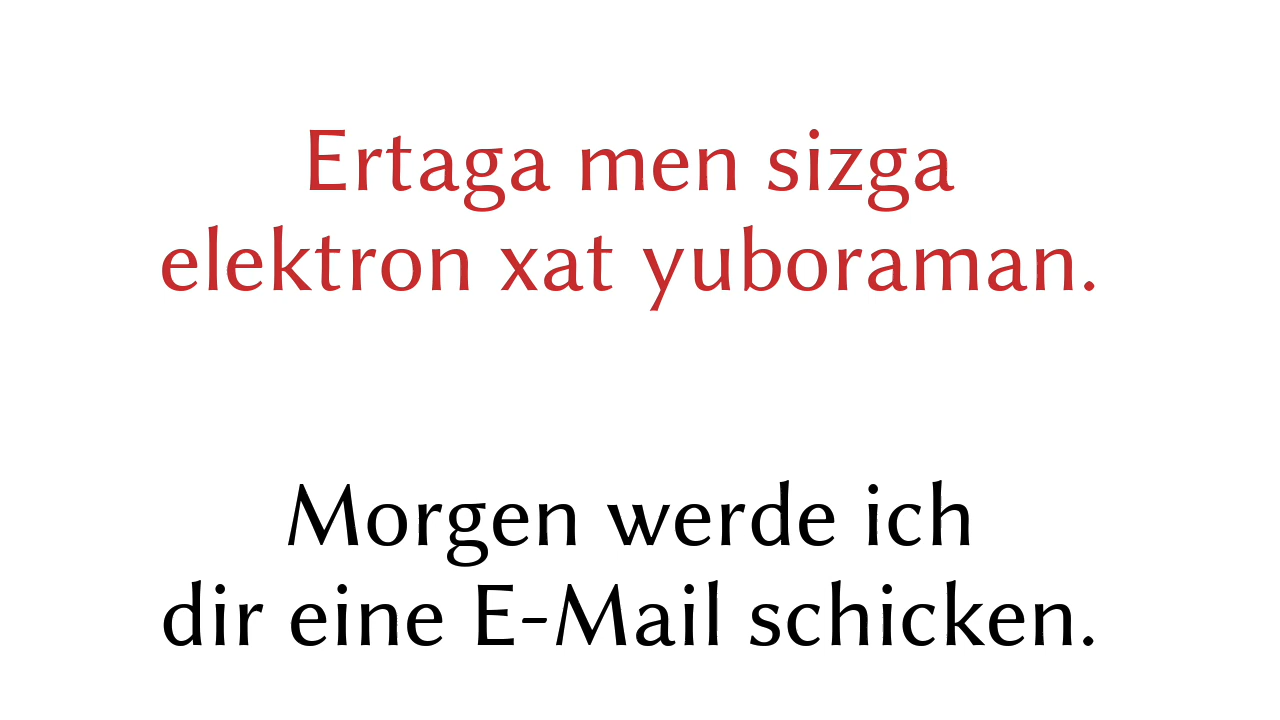 Ertaga men sizga
elektron xat yuboraman.
Morgen werde ich
dir eine E-Mail schicken.